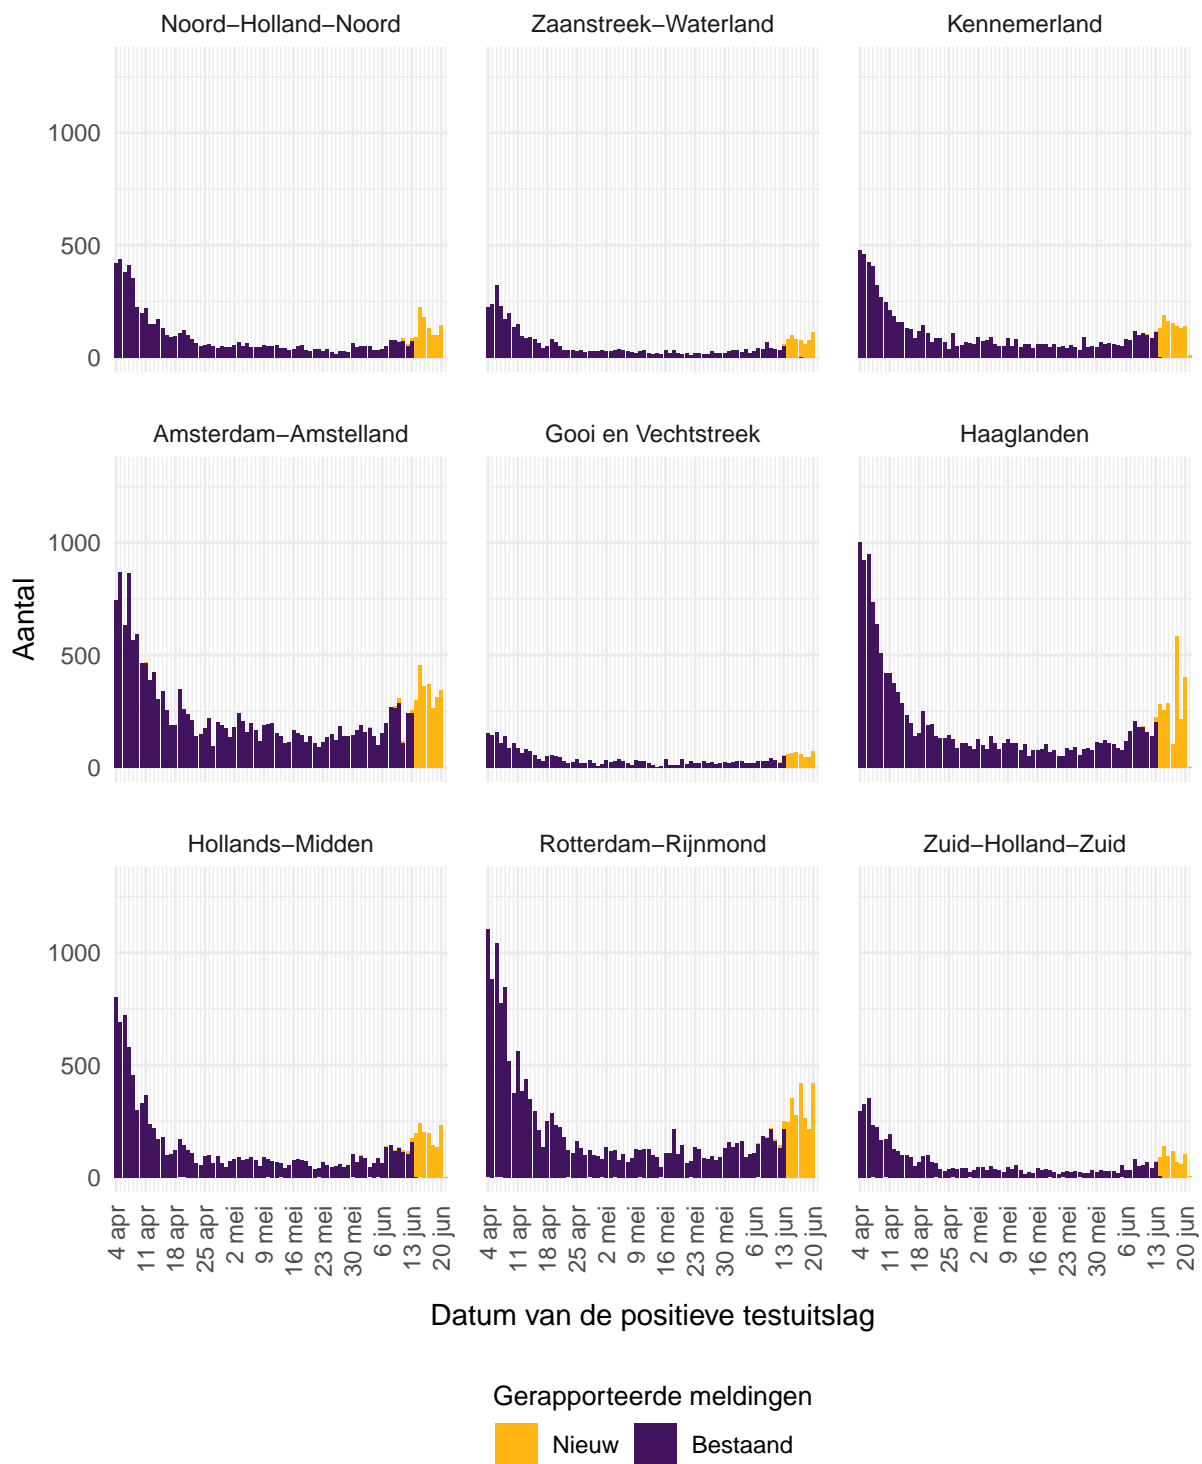 Noord−Holland−Noord
Zaanstreek−Waterland
Kennemerland
1000
500
0
Amsterdam−Amstelland
Gooi en Vechtstreek
Haaglanden
1000
500
0
Aantal
Hollands−Midden
Rotterdam−Rijnmond
Zuid−Holland−Zuid
1000
500
0
4 apr
11 apr
18 apr
25 apr
2 mei
9 mei
16 mei
23 mei
30 mei
6 jun
13 jun
20 jun
4 apr
11 apr
18 apr
25 apr
2 mei
9 mei
16 mei
23 mei
30 mei
6 jun
13 jun
20 jun
4 apr
11 apr
18 apr
25 apr
2 mei
9 mei
16 mei
23 mei
30 mei
6 jun
13 jun
20 jun
Datum van de positieve testuitslag
Gerapporteerde meldingen
Nieuw
Bestaand